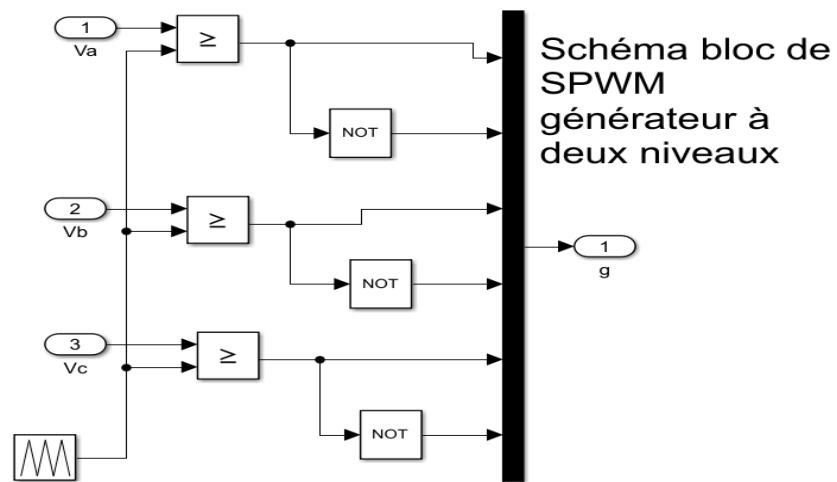 1
Va
≥
NOT
Schéma bloc de
SPWM
générateur à
deux niveaux
2
Vb
≥
NOT
1
g
3
Vc
≥
NOT